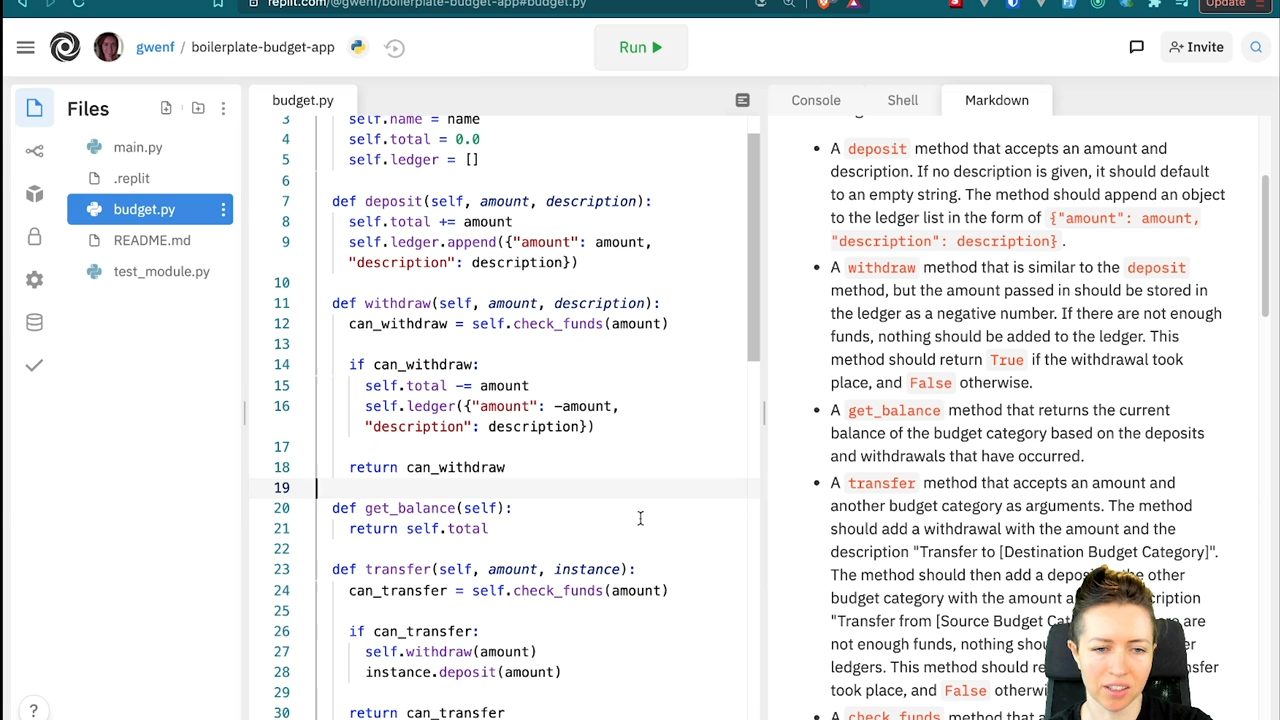 replit.com/@gwenf/boilerplate-budget-app#budget.py
Update
gwenf / boilerplate-budget-app
Run
Invite
Files
main.py
.replit
budget.py
README.md
test_module.py
?
budget.py
3 self.name = name
4 self.total = 0.0
5 self.ledger = []
6
7 def deposit(self, amount, description):
8 self.total += amount
9 self.ledger.append({"amount": amount,
"description": description})
10
11 def withdraw(self, amount, description):
12 can_withdraw = self.check_funds(amount)
13
14 if can_withdraw:
15 self.total -= amount
16 self.ledger({"amount": -amount,
"description": description})
17
18 return can_withdraw
19
20 def get_balance(self):
21 return self.total
22
23 def transfer(self, amount, instance):
24 can_transfer = self.check_funds(amount)
25
26 if can_transfer:
27 self.withdraw(amount)
28 instance.deposit(amount)
29
30 return can_transfer
Console Shell Markdown
• A deposit method that accepts an amount and
description. If no description is given, it should default
to an empty string. The method should append an object
to the ledger list in the form of {"amount": amount,
"description": description}.
• A withdraw method that is similar to the deposit
method, but the amount passed in should be stored in
the ledger as a negative number. If there are not enough
funds, nothing should be added to the ledger. This
method should return True if the withdrawal took
place, and False otherwise.
• A get_balance method that returns the current
balance of the budget category based on the deposits
and withdrawals that have occurred.
• A transfer method that accepts an amount and
another budget category as arguments. The method
should add a withdrawal with the amount and the
description "Transfer to [Destination Budget Category]".
The method should then add a the other
budget category with the amount
"Transfer from [Source Budget are
not enough funds,
ledgers. This method should
took place, and False
• A check_funds method that